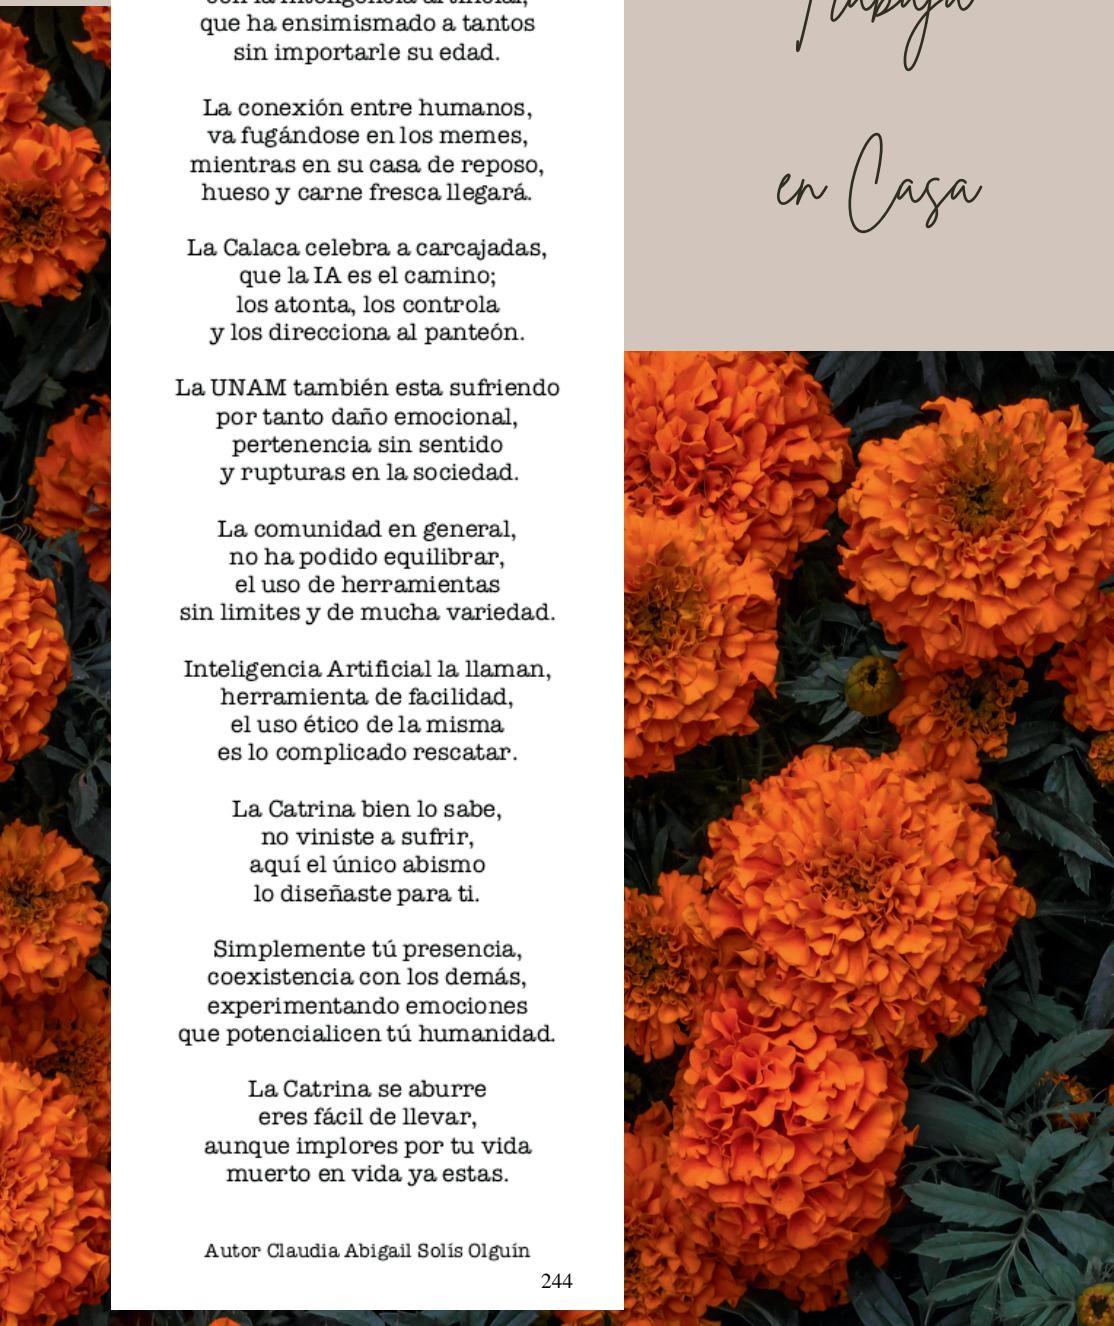 que ha ensimismado a tantos
sin importarle su edad.
La conexión entre humanos,
va fugándose en los memes,
mientras en su casa de reposo,
hueso y carne fresca llegará.
La Calaca celebra a carcajadas,
que la IA es el camino;
los atonta, los controla
y los direcciona al panteón.
La UNAM también esta sufriendo
por tanto daño emocional,
pertenencia sin sentido
y rupturas en la sociedad.
La comunidad en general,
no ha podido equilibrar,
el uso de herramientas
sin limites y de mucha variedad.
Inteligencia Artificial la llaman,
herramienta de facilidad,
el uso ético de la misma
es lo complicado rescatar.
La Catrina bien lo sabe,
no viniste a sufrir,
aquí el único abismo
lo diseñaste para ti.
Simplemente tú presencia,
coexistencia con los demás,
experimentando emociones
que potencialicen tú humanidad.
La Catrina se aburre
eres fácil de llevar,
aunque implores por tu vida
muerto en vida ya estas.
Autor Claudia Abigail Solís Olguín
244
en Casa